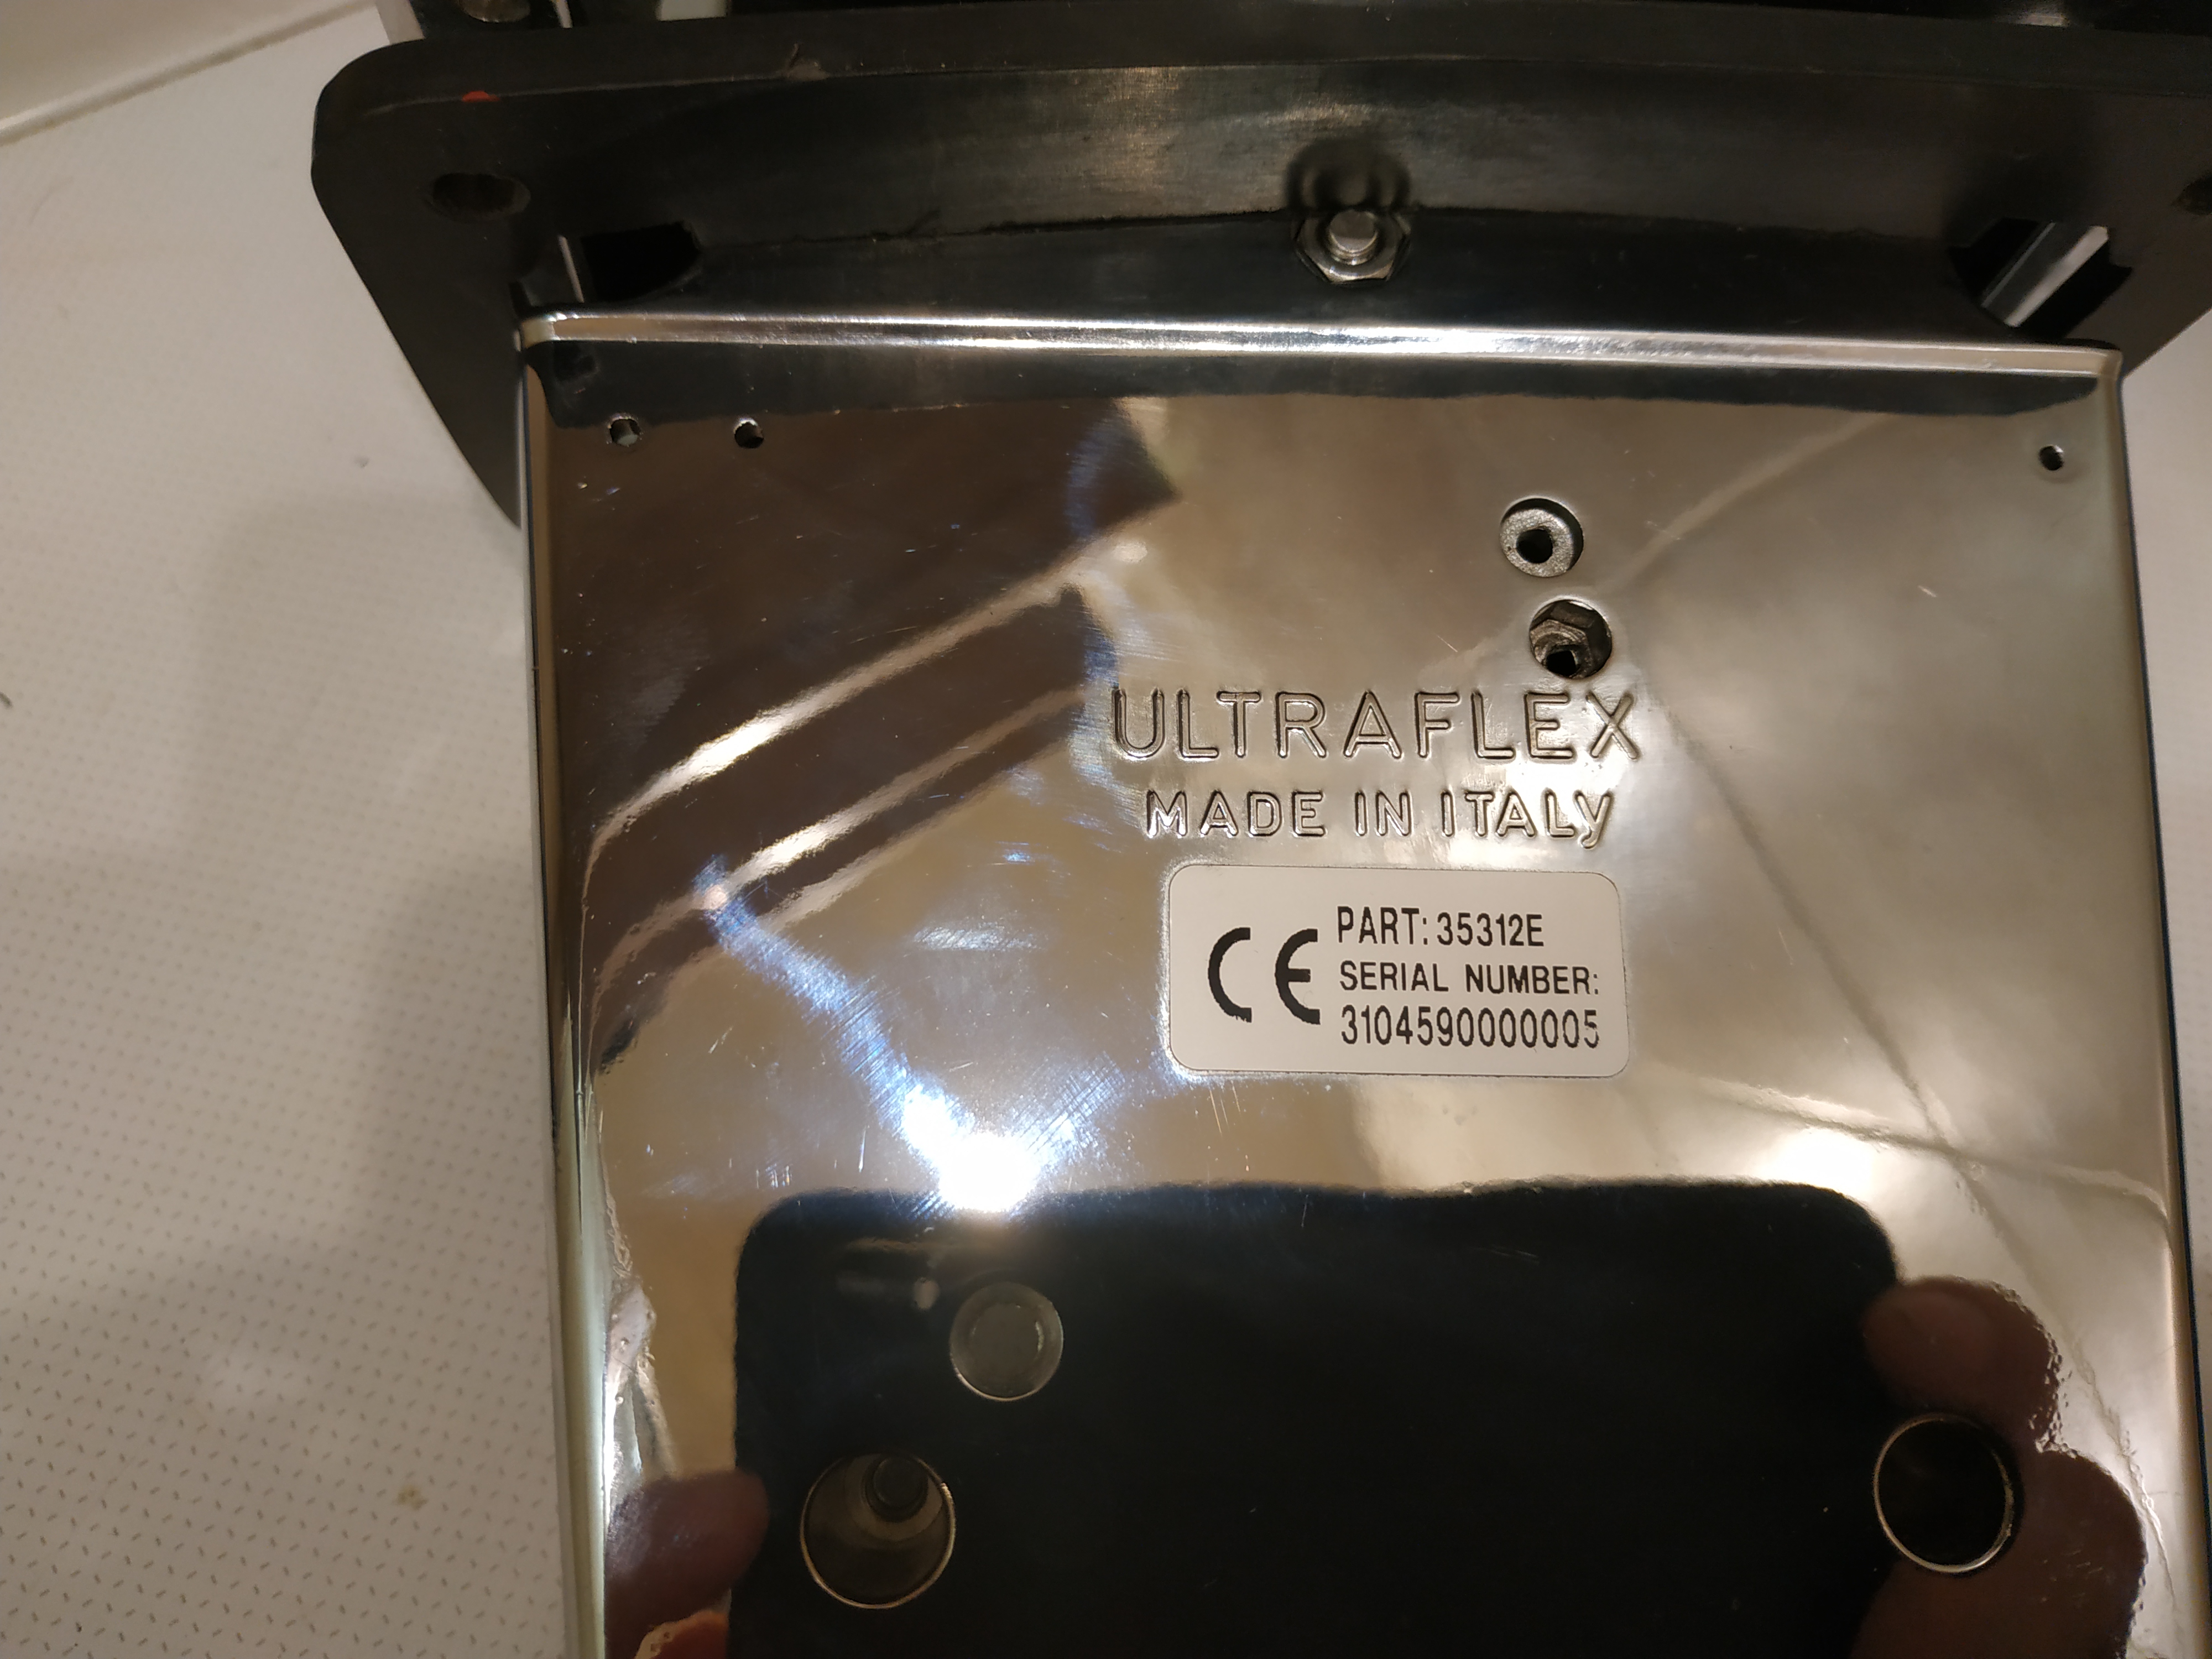 ULTRAFLEX
MADE IN ITALY
CE PART: 35312E
SERIAL NUMBER:
3104590000005